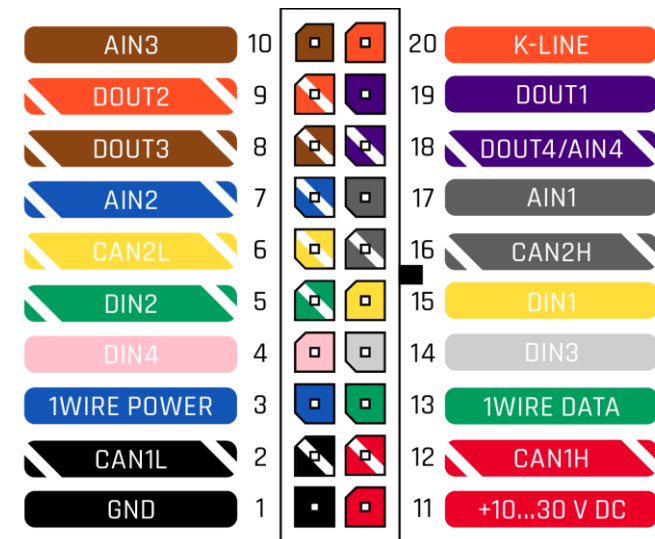 AIN3 10 20 K-LINE
DOUT2 9 19 DOUT1
DOUT3 8 18 DOUT4/AIN4
AIN2 7 17 AIN1
CAN2L 6 16 CAN2H
DIN2 5 15 DIN1
DIN4 4 14 DIN3
1WIRE POWER 3 13 1WIRE DATA
CAN1L 2 12 CAN1H
GND 1 11 +10...30 V DC